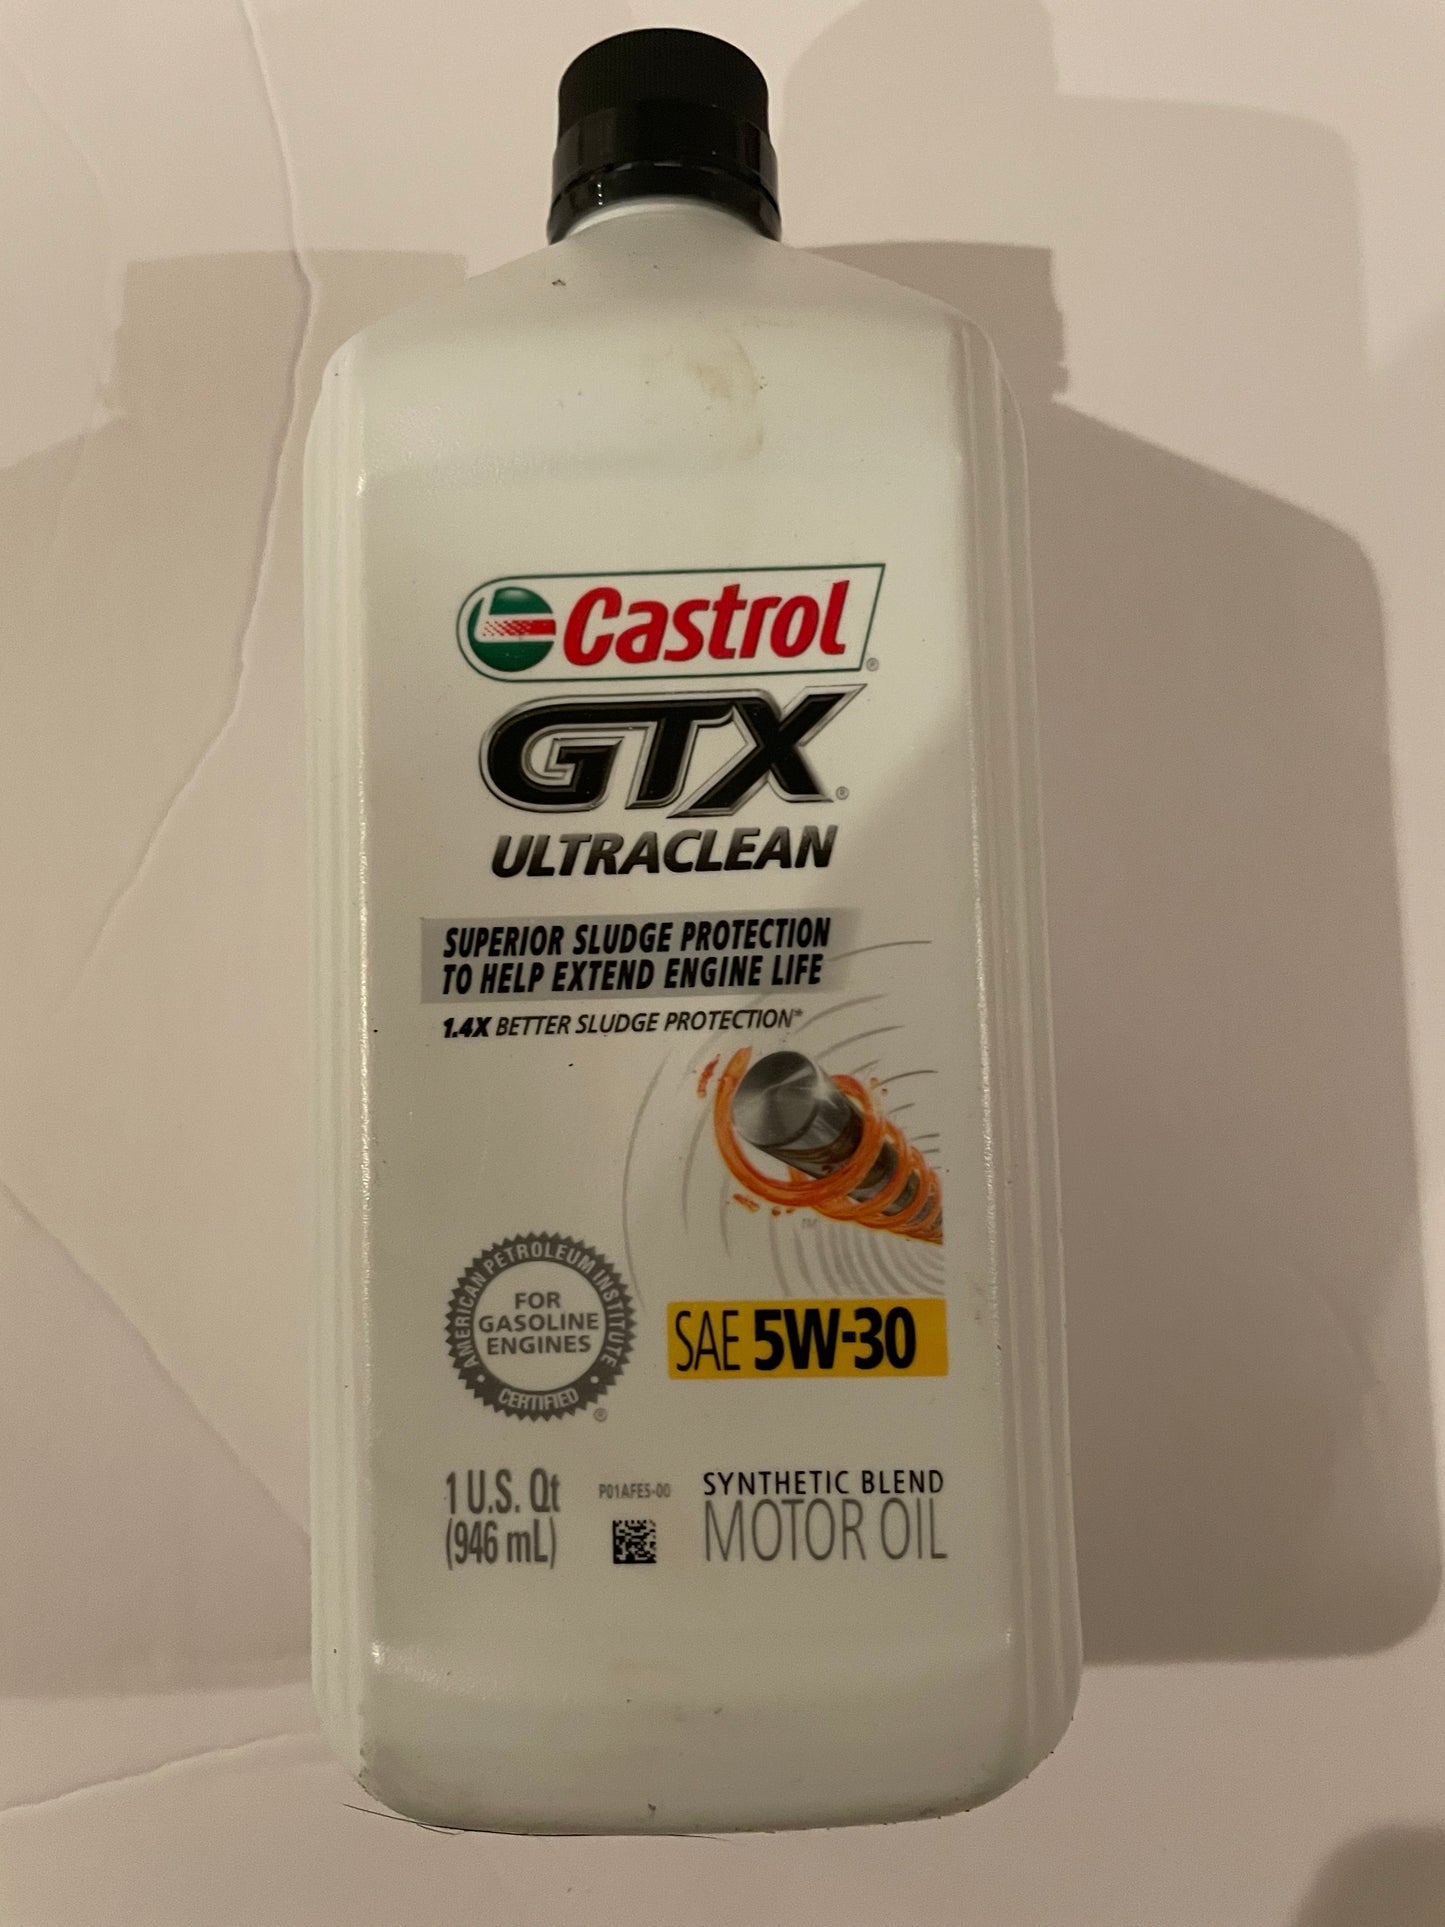 Castrol®
GTX®
ULTRACLEAN
SUPERIOR SLUDGE PROTECTION
TO HELP EXTEND ENGINE LIFE
1.4X BETTER SLUDGE PROTECTION*
TM
AMERICAN PETROLEUM INSTITUTE
FOR
GASOLINE
ENGINES
CERTIFIED
®
SAE 5W-30
1 U.S. Qt
(946 mL)
P01AFE5-00
SYNTHETIC BLEND
MOTOR OIL